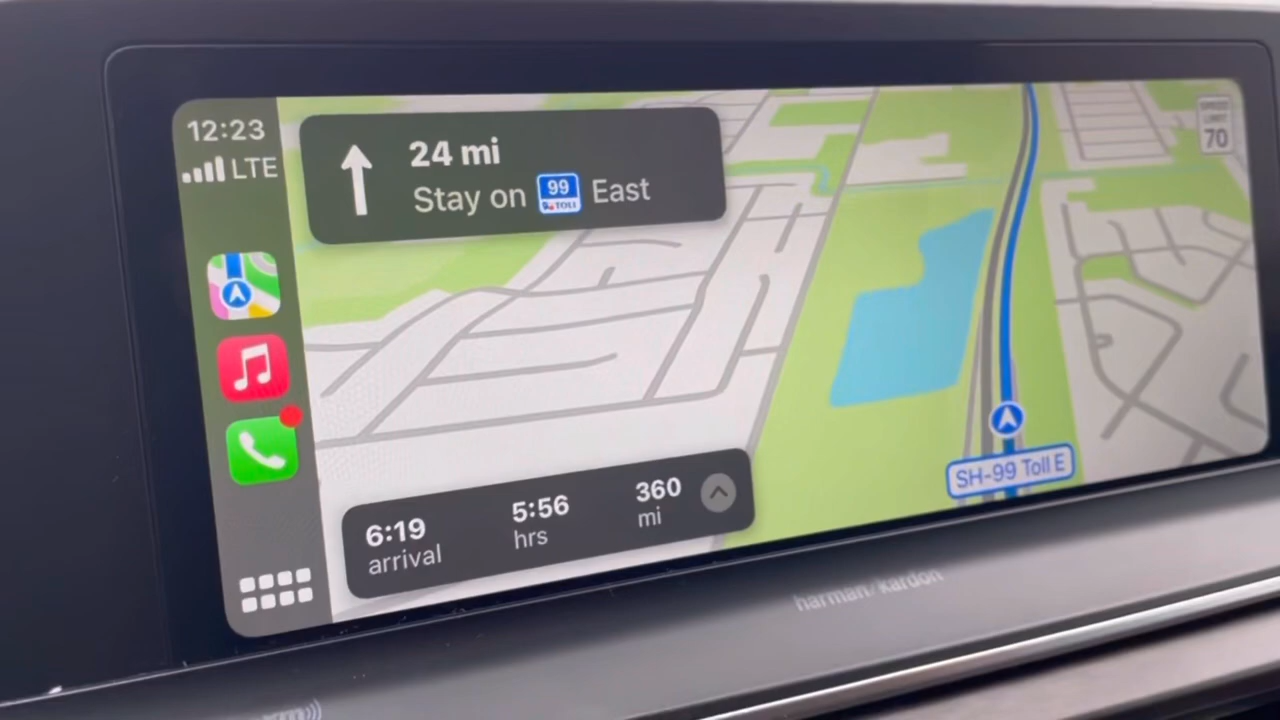 12:23
LTE
24 mi
Stay on 99 TOLL East
SPEED
LIMIT
70
SH-99 Toll E
6:19
arrival
5:56
hrs
360
mi
harman/kardon